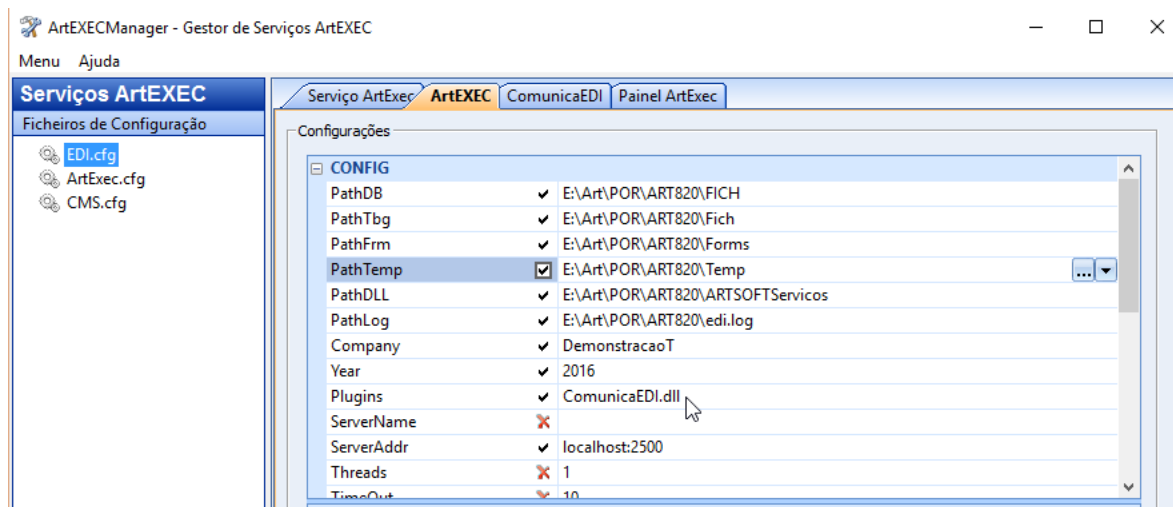 ArtEXECManager - Gestor de Serviços ArtEXEC
Menu Ajuda
Serviços ArtEXEC
Ficheiros de Configuração
EDI.cfg
ArtExec.cfg
CMS.cfg
Serviço ArtExec ArtEXEC ComunicaEDI Painel ArtExec
Configurações
CONFIG
PathDB E:\Art\POR\ART820\FICH
PathTbg E:\Art\POR\ART820\Fich
PathFrm E:\Art\POR\ART820\Forms
PathTemp E:\Art\POR\ART820\Temp ...
PathDLL E:\Art\POR\ART820\ARTSOFTServicos
PathLog E:\Art\POR\ART820\edi.log
Company DemonstracaoT
Year 2016
Plugins ComunicaEDI.dll
ServerName
ServerAddr localhost:2500
Threads 1
TimeOut 10